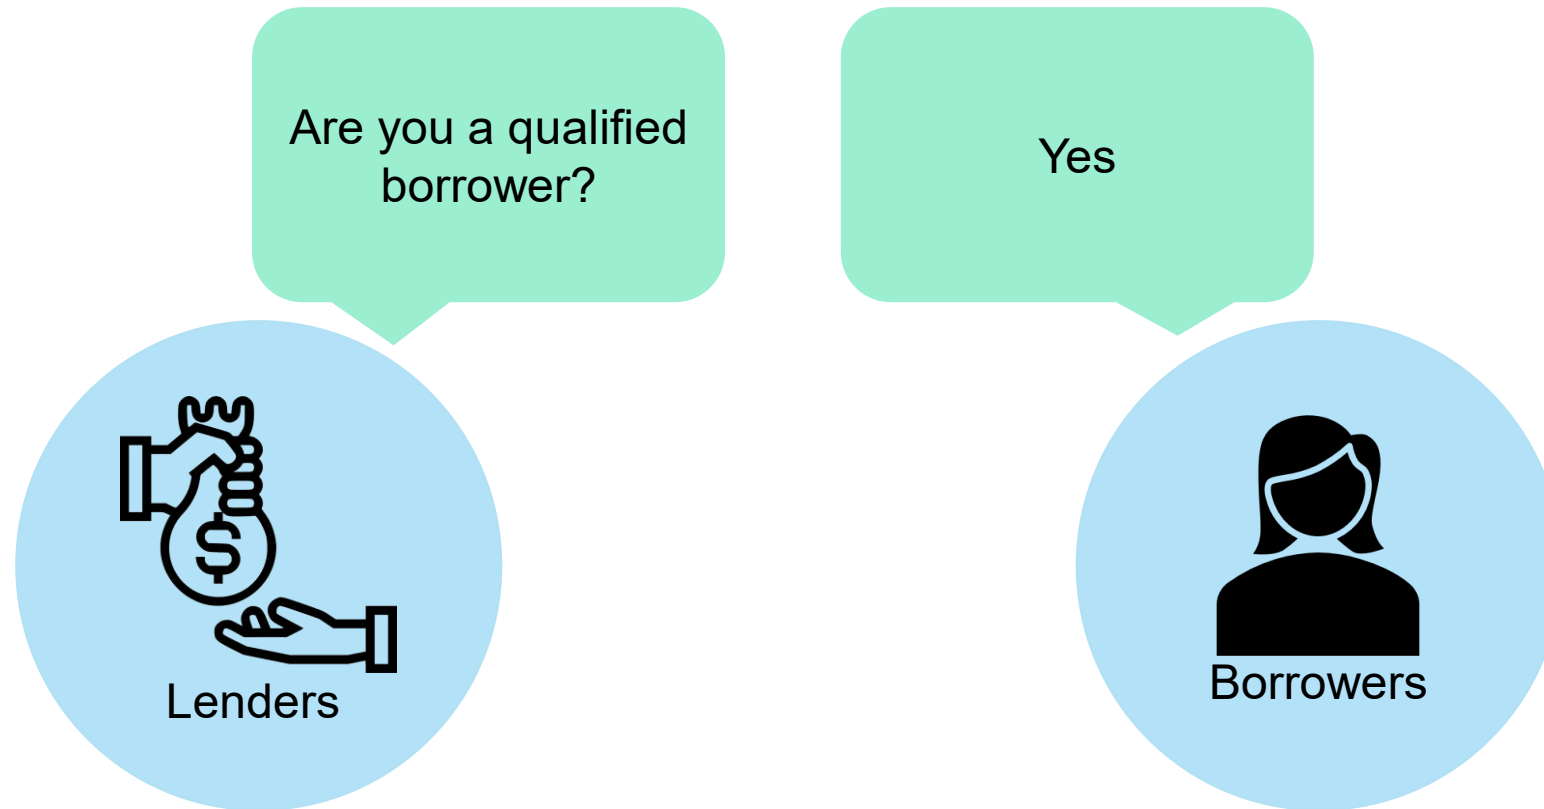 Are you a qualified
borrower?
Yes
Lenders
Borrowers